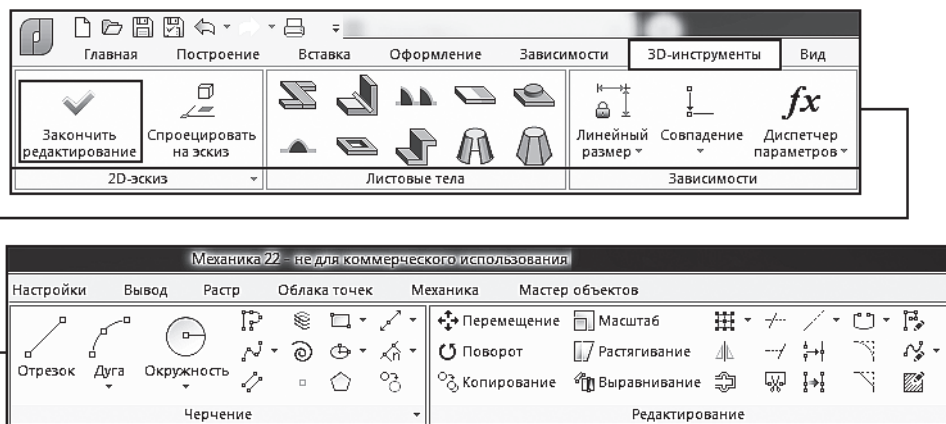 Главная Построение Вставка Оформление Зависимости 3D-инструменты Вид
Закончить редактирование
Спроецировать на эскиз
Линейный размер
Совпадение
fx
Диспетчер параметров
2D-эскиз Листовые тела Зависимости
Механика 22 - не для коммерческого использования
Настройки Вывод Растр Облака точек Механика Мастер объектов
Отрезок Дуга Окружность
Перемещение Масштаб
Поворот Растягивание
Копирование Выравнивание
Черчение Редактирование